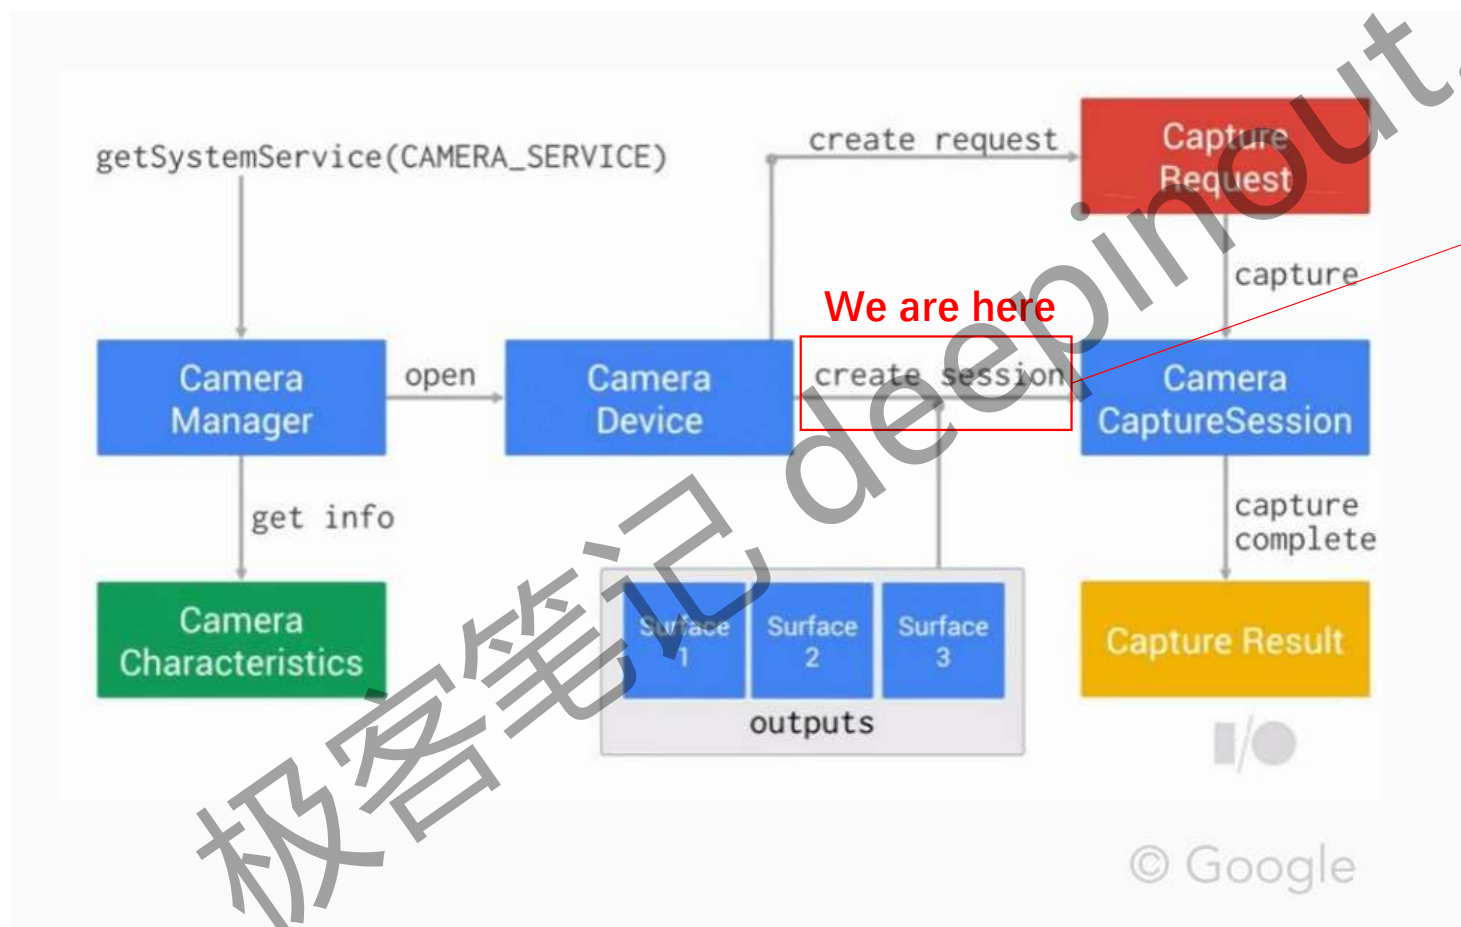 getSystemService(CAMERA_SERVICE)
create request
Capture
Request
capture
We are here
Camera
Manager
open
Camera
Device
create session
Camera
CaptureSession
get info
capture
complete
Camera
Characteristics
Surface
1
Surface
2
Surface
3
outputs
Capture Result
I/O
© Google
极客笔记 deepinout.